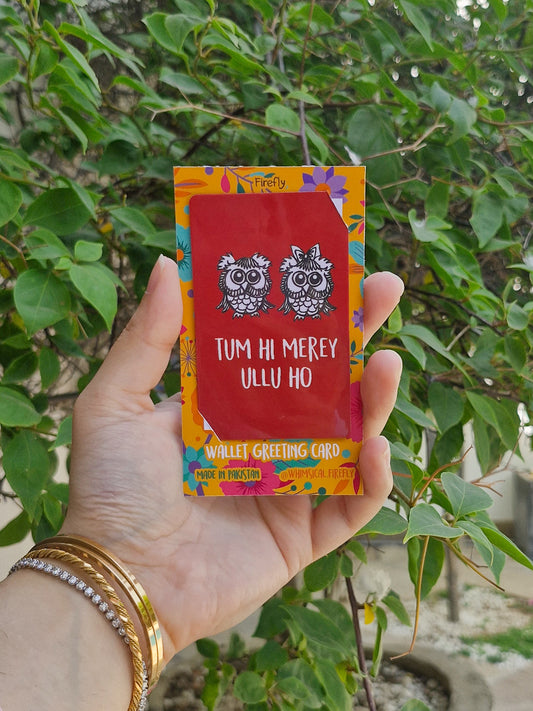 Firefly
TUM HI MEREY
ULLU HO
WALLET GREETING CARD
MADE IN PAKISTAN @WHIMSICAL.FIREFLY